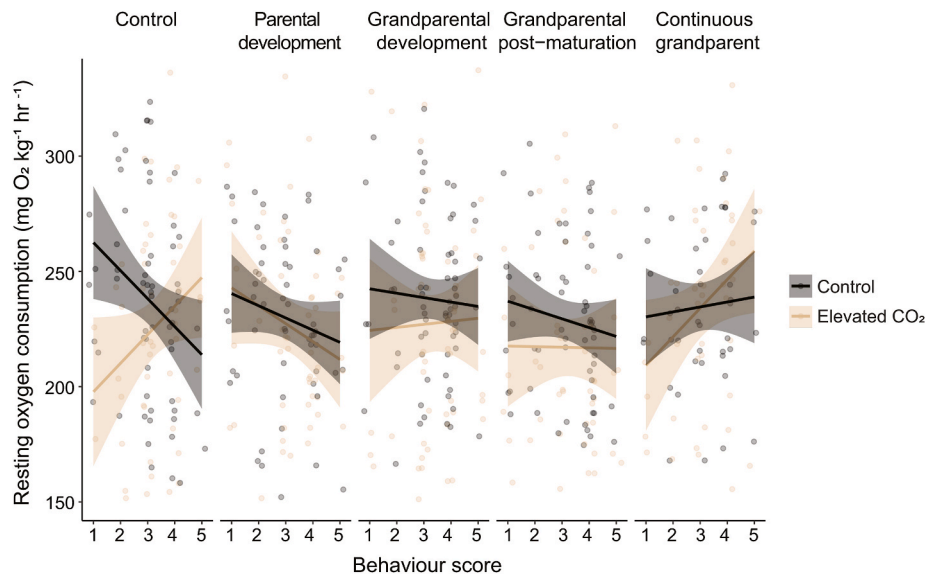 Control
Parental
development
Grandparental
development
Grandparental
post−maturation
Continuous
grandparent
Resting oxygen consumption (mg O₂ kg⁻¹ hr⁻¹)
300
250
200
150
1 2 3 4 5
1 2 3 4 5
1 2 3 4 5
1 2 3 4 5
1 2 3 4 5
Behaviour score
Control
Elevated CO₂